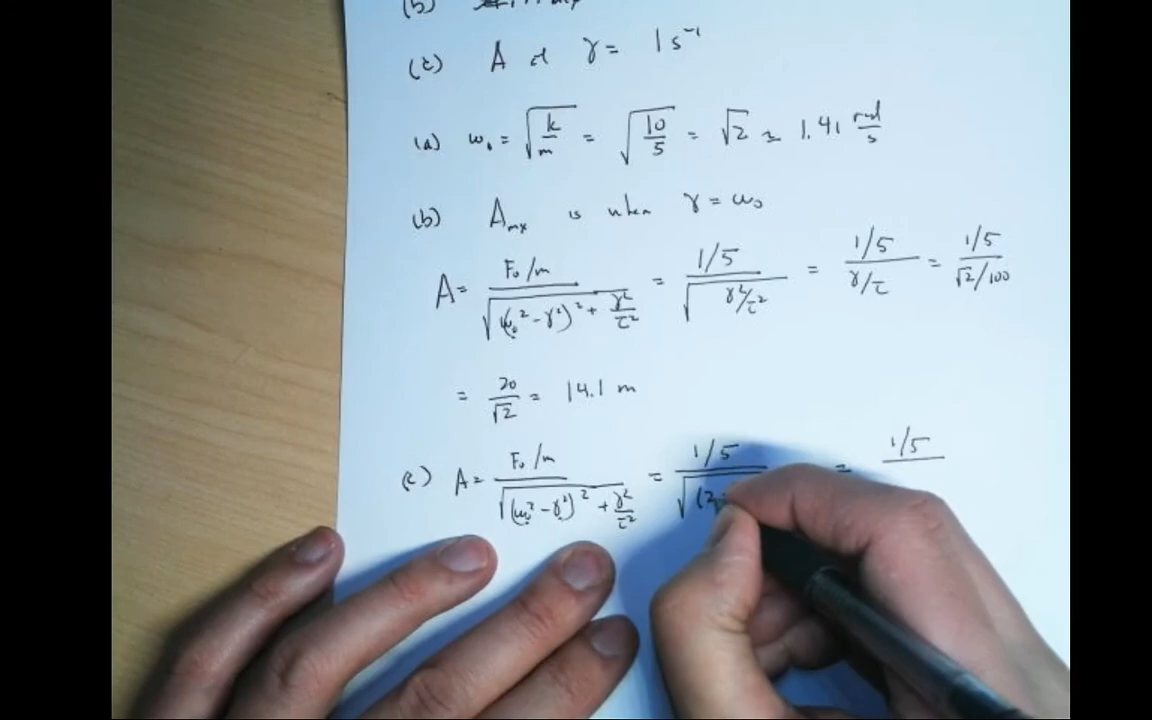 (b)
(c) A at γ = 1 s⁻¹
(a) ω₀ = √(k/m) = √(10/5) = √2 ≃ 1.41 rad/s
(b) Amx is when γ = ω₀
A = (F₀/m)/√((ω₀² - γ²)² + γ²/τ²) = (1/5)/√(γ²/τ²) = (1/5)/(γ/τ) = (1/5)/(√2/100)
= 20/√2 = 14.1 m
(c) A = (F₀/m)/√((ω₀² - γ²)² + γ²/τ²) = (1/5)/√((2 = 1/5